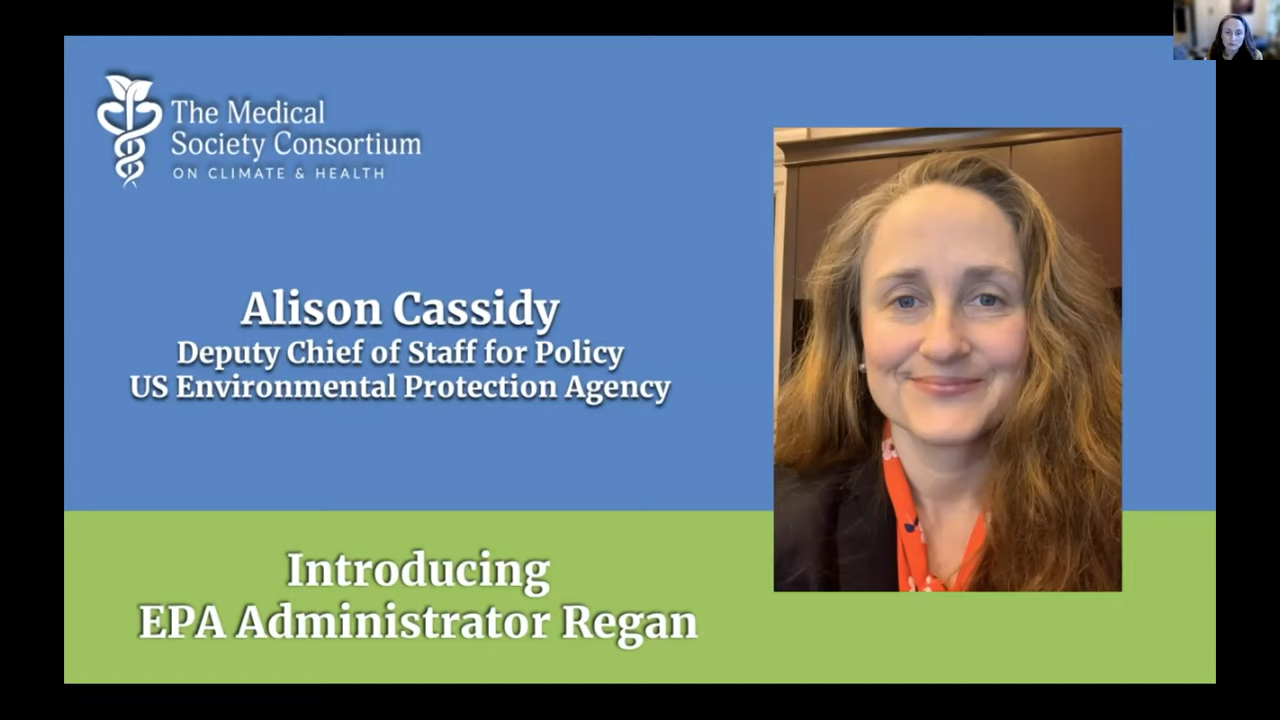 The Medical
Society Consortium
ON CLIMATE & HEALTH
Alison Cassidy
Deputy Chief of Staff for Policy
US Environmental Protection Agency
Introducing
EPA Administrator Regan